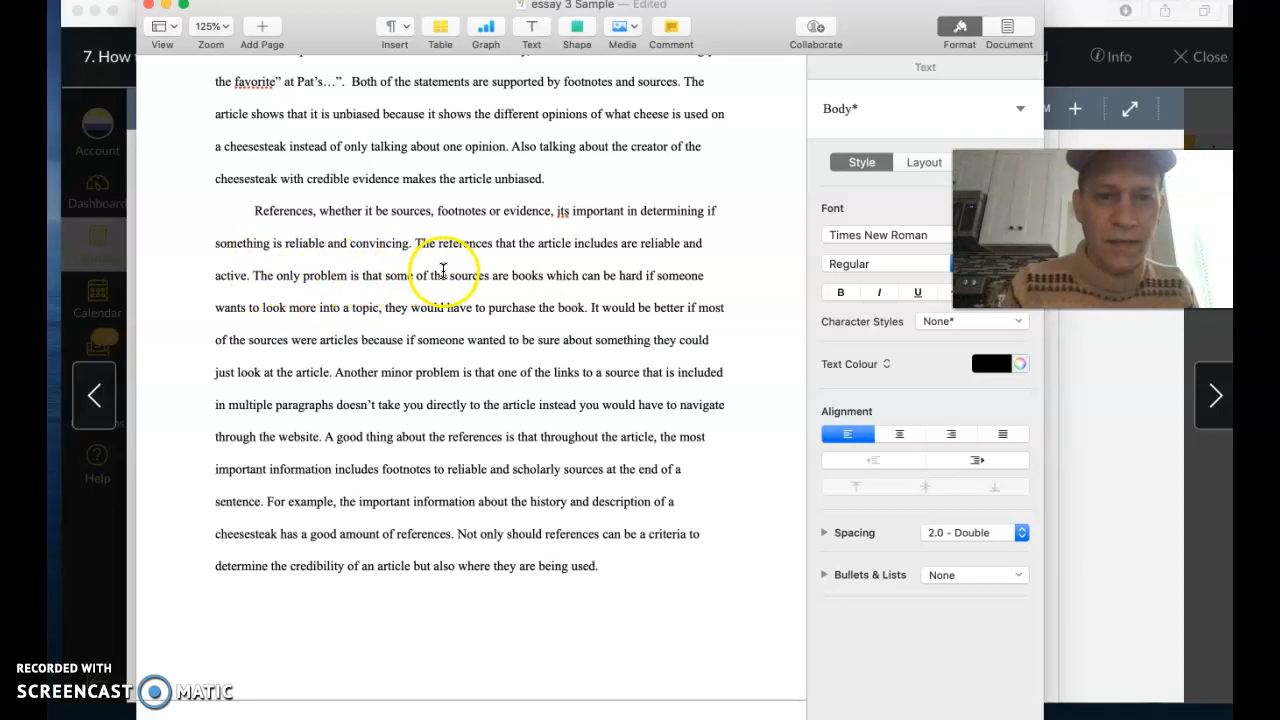 essay 3 Sample — Edited
7. How
Info
Close
View
125%
Zoom
Add Page
Insert
Table
Graph
Text
Shape
Media
Comment
Collaborate
Format
Document
Account
Dashboard
Calendar
Help
the favorite” at Pat’s…”. Both of the statements are supported by footnotes and sources. The
article shows that it is unbiased because it shows the different opinions of what cheese is used on
a cheesesteak instead of only talking about one opinion. Also talking about the creator of the
cheesesteak with credible evidence makes the article unbiased.
References, whether it be sources, footnotes or evidence, its important in determining if
something is reliable and convincing. The references that the article includes are reliable and
active. The only problem is that some of the sources are books which can be hard if someone
wants to look more into a topic, they would have to purchase the book. It would be better if most
of the sources were articles because if someone wanted to be sure about something they could
just look at the article. Another minor problem is that one of the links to a source that is included
in multiple paragraphs doesn’t take you directly to the article instead you would have to navigate
through the website. A good thing about the references is that throughout the article, the most
important information includes footnotes to reliable and scholarly sources at the end of a
sentence. For example, the important information about the history and description of a
cheesesteak has a good amount of references. Not only should references can be a criteria to
determine the credibility of an article but also where they are being used.
Text
Body*
Style
Layout
Font
Times New Roman
Regular
B I U
Character Styles
None*
Text Colour
Alignment
Spacing
2.0 - Double
Bullets & Lists
None
RECORDED WITH
SCREENCAST MATIC